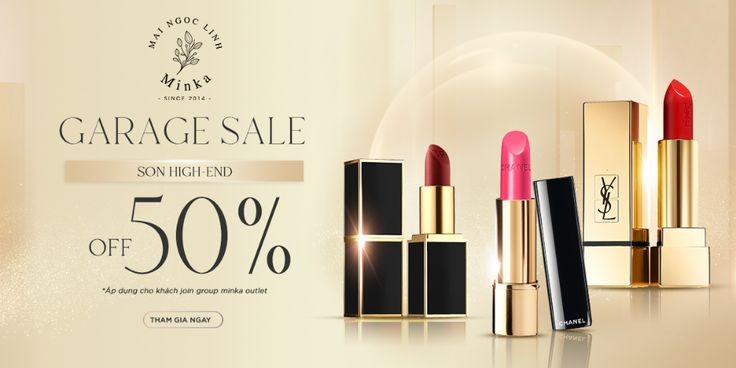 MAI NGOC LINH
Minka
- SINCE 2014 -
GARAGE SALE
SON HIGH-END
OFF 50%
*Áp dụng cho khách join group minka outlet
THAM GIA NGAY
CHANEL
CHANEL
YSL